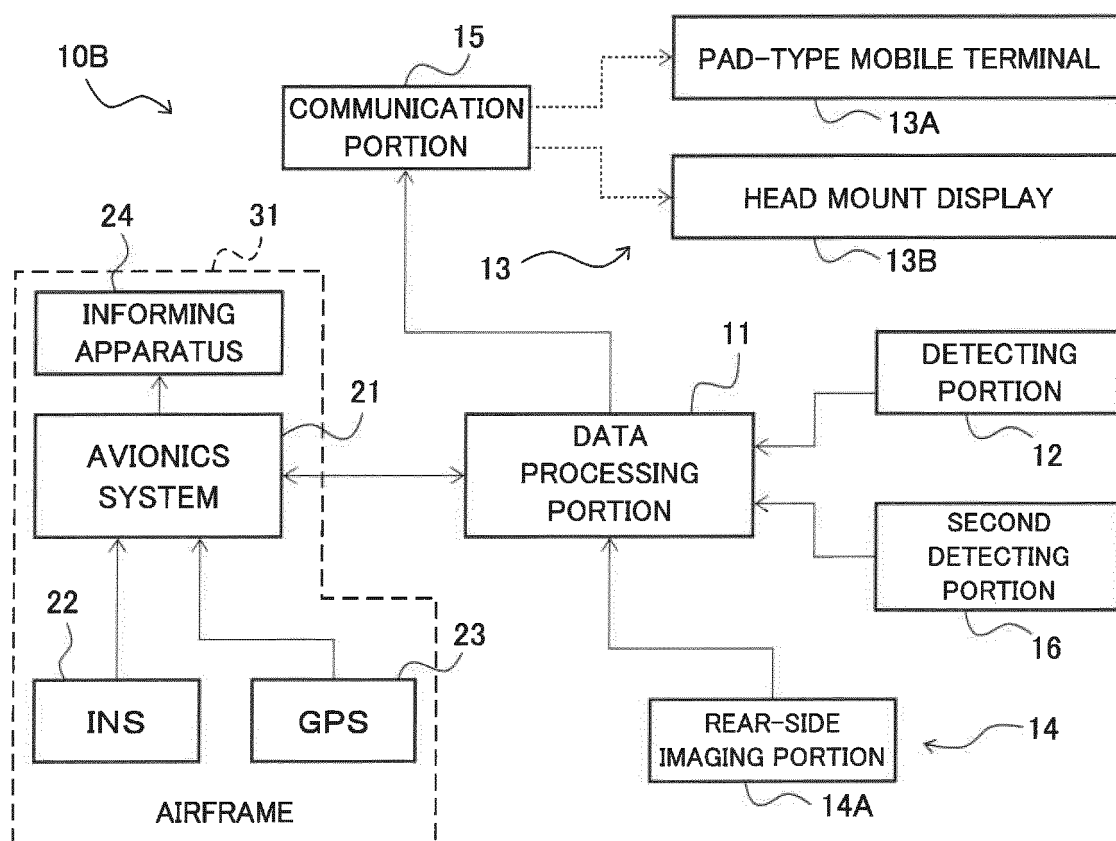 10B
15
COMMUNICATION
PORTION
PAD-TYPE MOBILE TERMINAL
13A
HEAD MOUNT DISPLAY
13B
13
24
31
INFORMING
APPARATUS
21
AVIONICS
SYSTEM
11
DATA
PROCESSING
PORTION
DETECTING
PORTION
12
SECOND
DETECTING
PORTION
16
22
INS
23
GPS
AIRFRAME
REAR-SIDE
IMAGING PORTION
14A
14